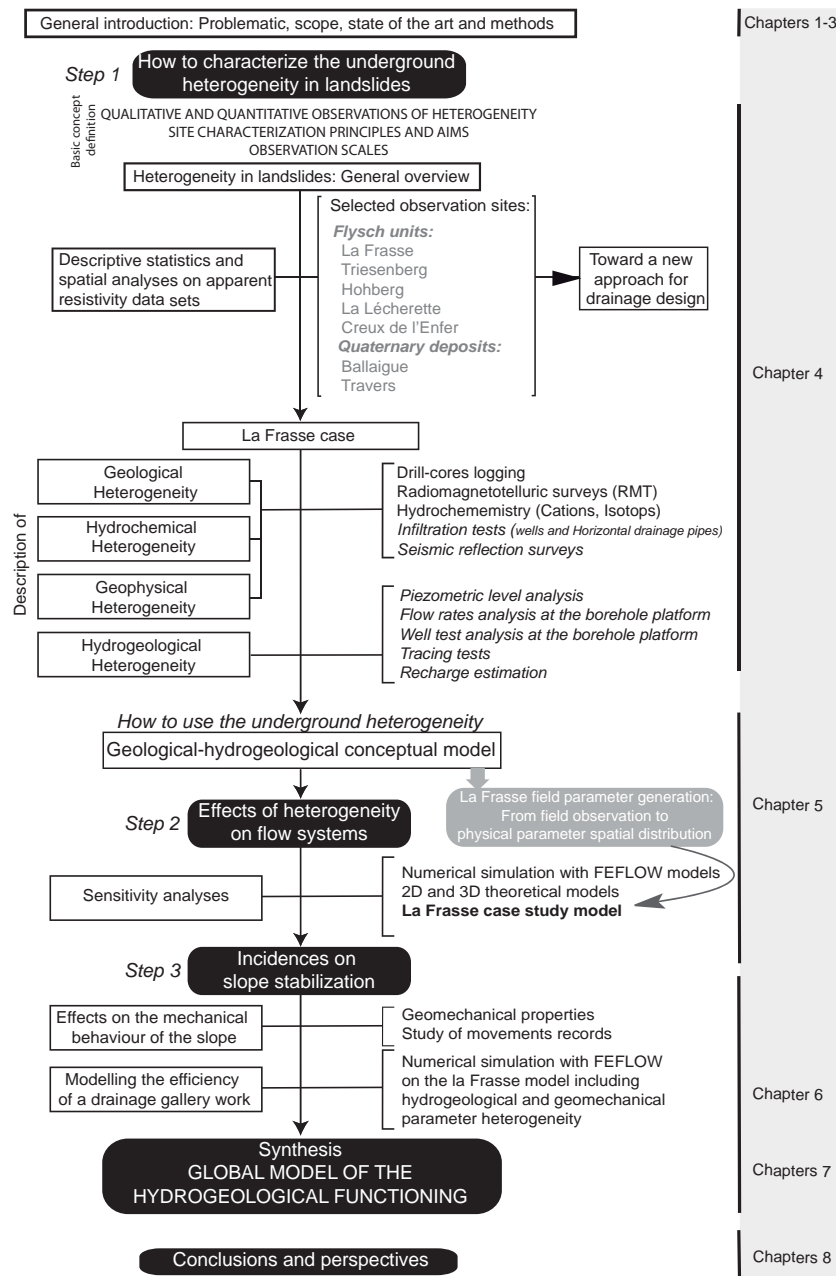 General introduction: Problematic, scope, state of the art and methods
Chapters 1-3
Step 1
How to characterize the underground
heterogeneity in landslides
Basic concept
definition
QUALITATIVE AND QUANTITATIVE OBSERVATIONS OF HETEROGENEITY
SITE CHARACTERIZATION PRINCIPLES AND AIMS
OBSERVATION SCALES
Heterogeneity in landslides: General overview
Selected observation sites:
Flysch units:
La Frasse
Triesenberg
Hohberg
La Lécherette
Creux de l'Enfer
Quaternary deposits:
Ballaigue
Travers
Descriptive statistics and
spatial analyses on apparent
resistivity data sets
Toward a new
approach for
drainage design
Chapter 4
La Frasse case
Description of
Geological
Heterogeneity
Hydrochemical
Heterogeneity
Geophysical
Heterogeneity
Hydrogeological
Heterogeneity
Drill-cores logging
Radiomagnetotelluric surveys (RMT)
Hydrochememistry (Cations, Isotops)
Infiltration tests (wells and Horizontal drainage pipes)
Seismic reflection surveys
Piezometric level analysis
Flow rates analysis at the borehole platform
Well test analysis at the borehole platform
Tracing tests
Recharge estimation
How to use the underground heterogeneity
Geological-hydrogeological conceptual model
Step 2
Effects of heterogeneity
on flow systems
La Frasse field parameter generation:
From field observation to
physical parameter spatial distribution
Chapter 5
Sensitivity analyses
Numerical simulation with FEFLOW models
2D and 3D theoretical models
La Frasse case study model
Step 3
Incidences on
slope stabilization
Effects on the mechanical
behaviour of the slope
Geomechanical properties
Study of movements records
Modelling the efficiency
of a drainage gallery work
Numerical simulation with FEFLOW
on the la Frasse model including
hydrogeological and geomechanical
parameter heterogeneity
Chapter 6
Synthesis
GLOBAL MODEL OF THE
HYDROGEOLOGICAL FUNCTIONING
Chapters 7
Conclusions and perspectives
Chapters 8